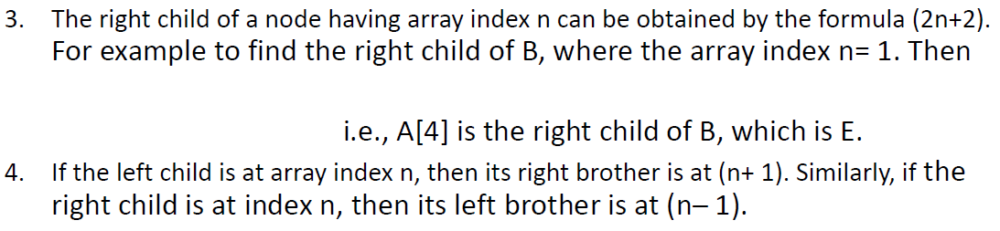 3. The right child of a node having array index n can be obtained by the formula (2n+2).
For example to find the right child of B, where the array index n= 1. Then
i.e., A[4] is the right child of B, which is E.
4. If the left child is at array index n, then its right brother is at (n+ 1). Similarly, if the
right child is at index n, then its left brother is at (n– 1).